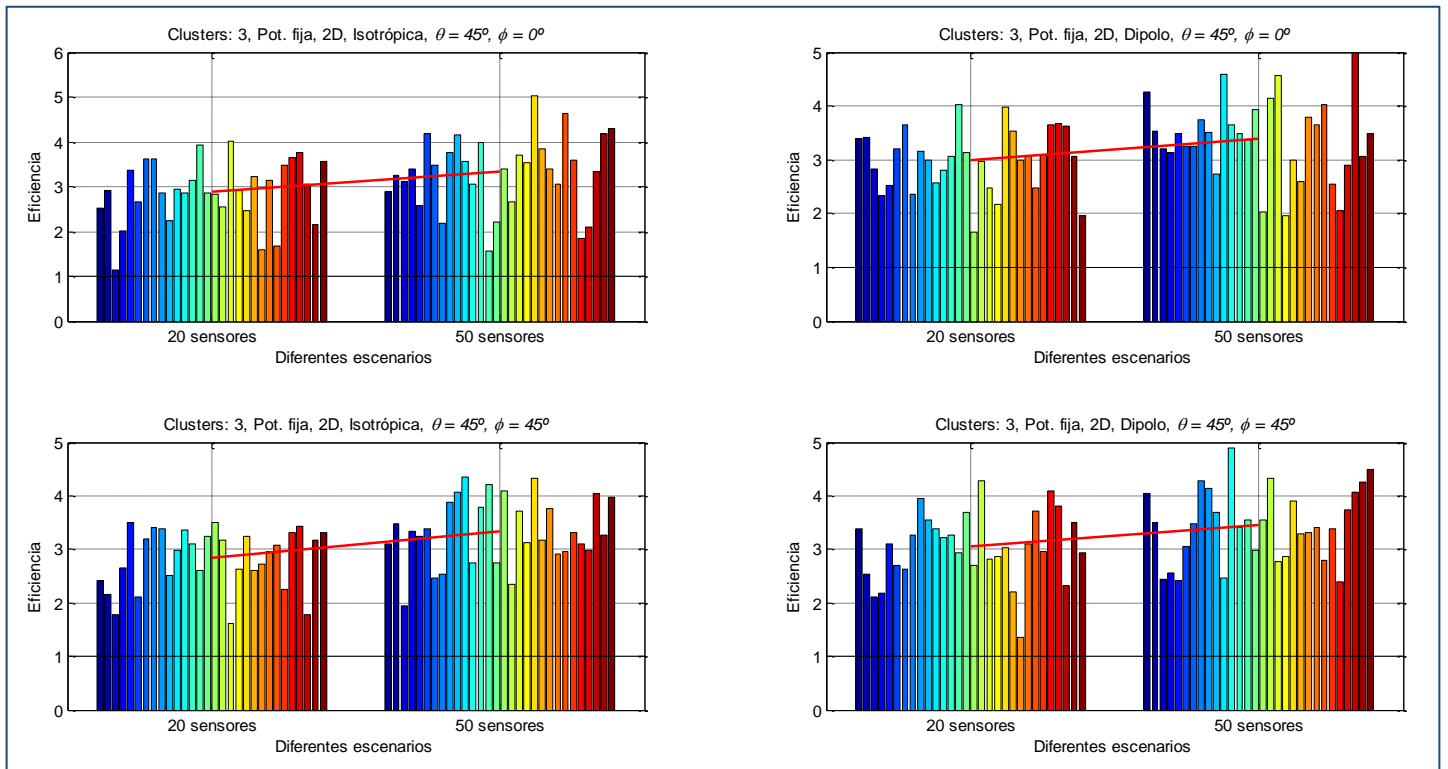 Clusters: 3, Pot. fija, 2D, Isotrópica, θ = 45º, ϕ = 0º
6
5
4
3
2
1
0
Eficiencia
20 sensores
50 sensores
Diferentes escenarios
Clusters: 3, Pot. fija, 2D, Dipolo, θ = 45º, ϕ = 0º
5
4
3
2
1
0
Eficiencia
20 sensores
50 sensores
Diferentes escenarios
Clusters: 3, Pot. fija, 2D, Isotrópica, θ = 45º, ϕ = 45º
5
4
3
2
1
0
Eficiencia
20 sensores
50 sensores
Diferentes escenarios
Clusters: 3, Pot. fija, 2D, Dipolo, θ = 45º, ϕ = 45º
5
4
3
2
1
0
Eficiencia
20 sensores
50 sensores
Diferentes escenarios